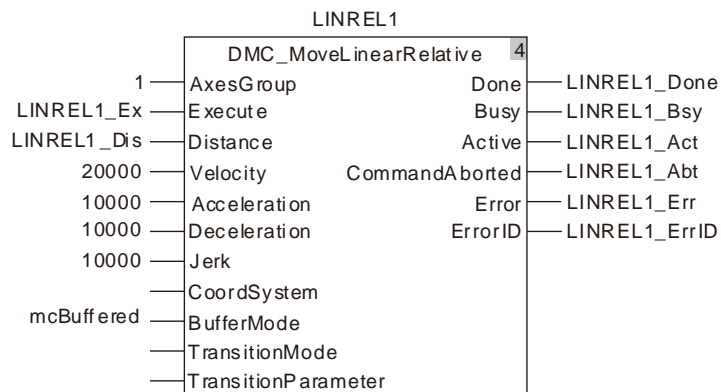 LINREL1
DMC_MoveLinearRelative 4
1 AxesGroup Done LINREL1_Done
LINREL1_Ex Execute Busy LINREL1_Bsy
LINREL1_Dis Distance Active LINREL1_Act
20000 Velocity CommandAborted LINREL1_Abt
10000 Acceleration Error LINREL1_Err
10000 Deceleration ErrorID LINREL1_ErrID
10000 Jerk
CoordSystem
mcBuffered BufferMode
TransitionMode
TransitionParameter